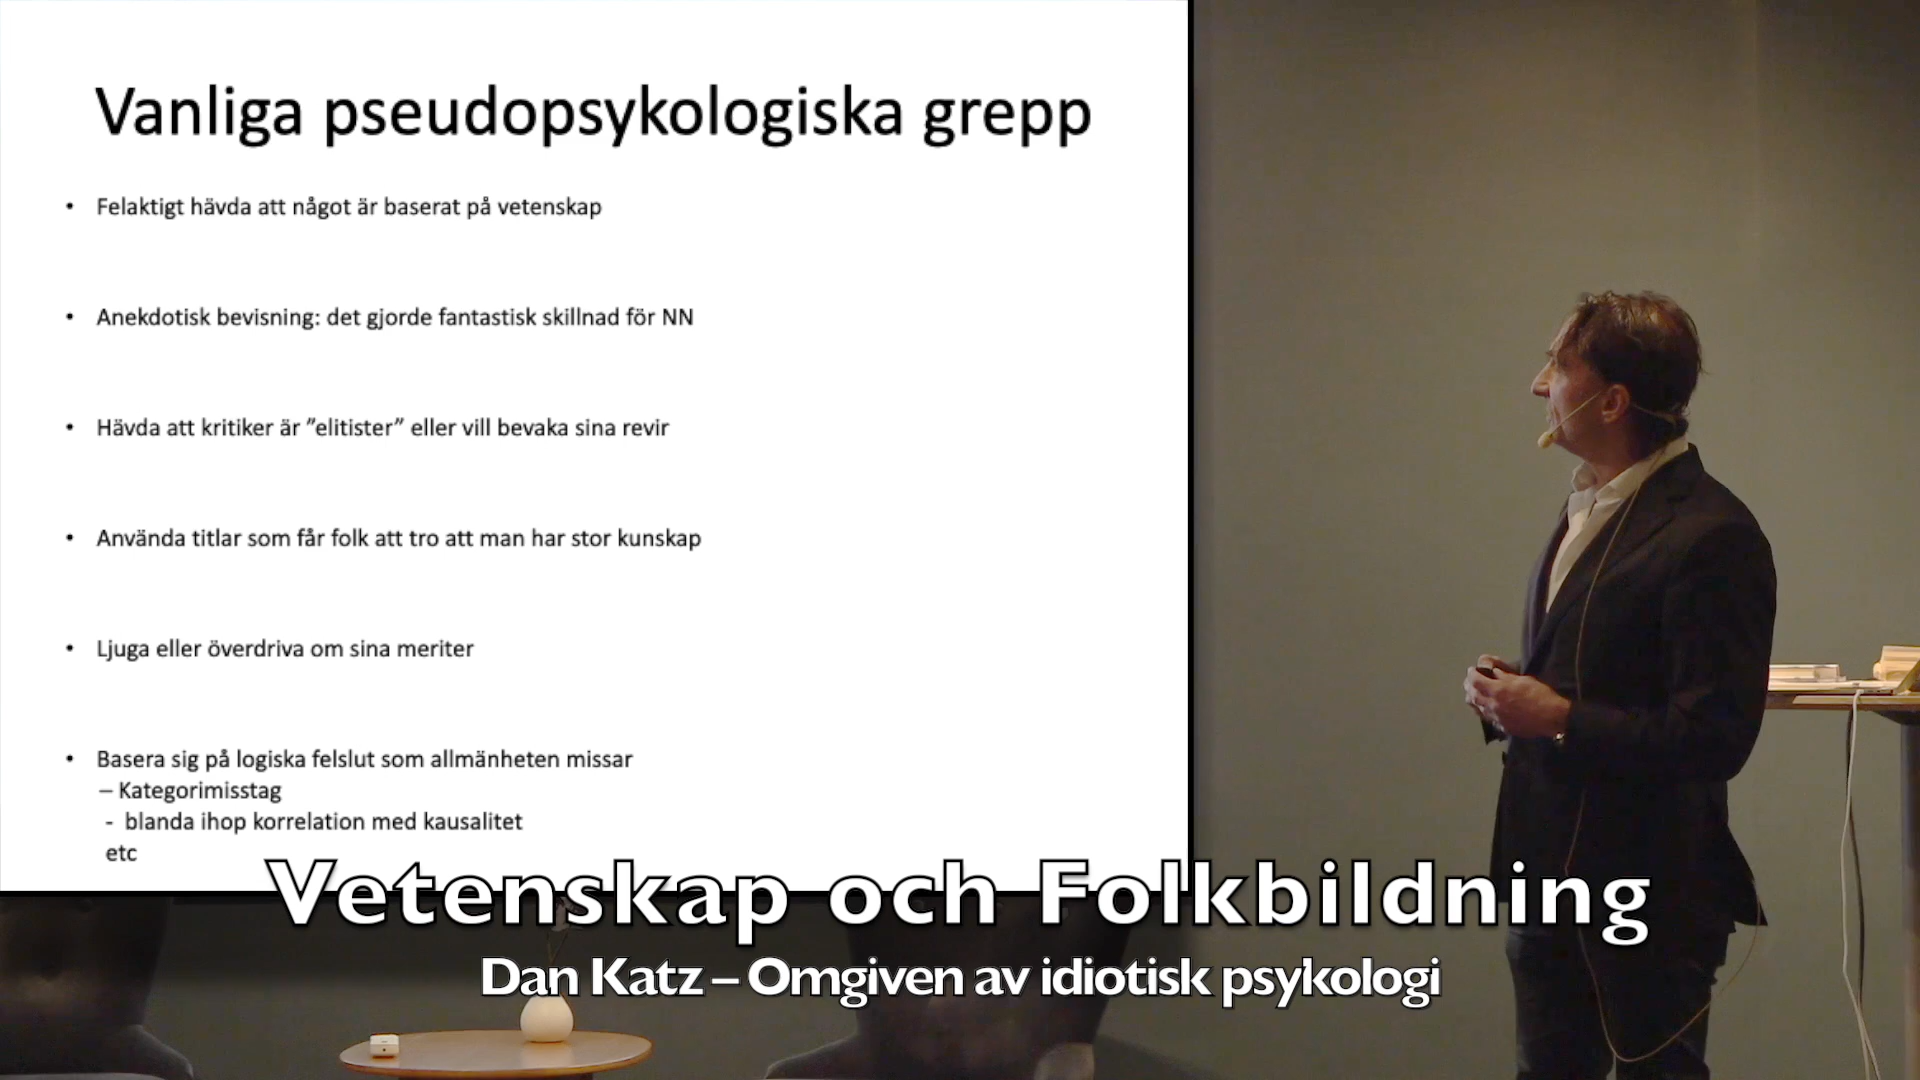 Vanliga pseudopsykologiska grepp
• Felaktigt hävda att något är baserat på vetenskap
• Anekdotisk bevisning: det gjorde fantastisk skillnad för NN
• Hävda att kritiker är ”elitister” eller vill bevaka sina revir
• Använda titlar som får folk att tro att man har stor kunskap
• Ljuga eller överdriva om sina meriter
• Basera sig på logiska felslut som allmänheten missar
– Kategorimisstag
- blanda ihop korrelation med kausalitet
etc
Vetenskap och Folkbildning
Dan Katz – Omgiven av idiotisk psykologi